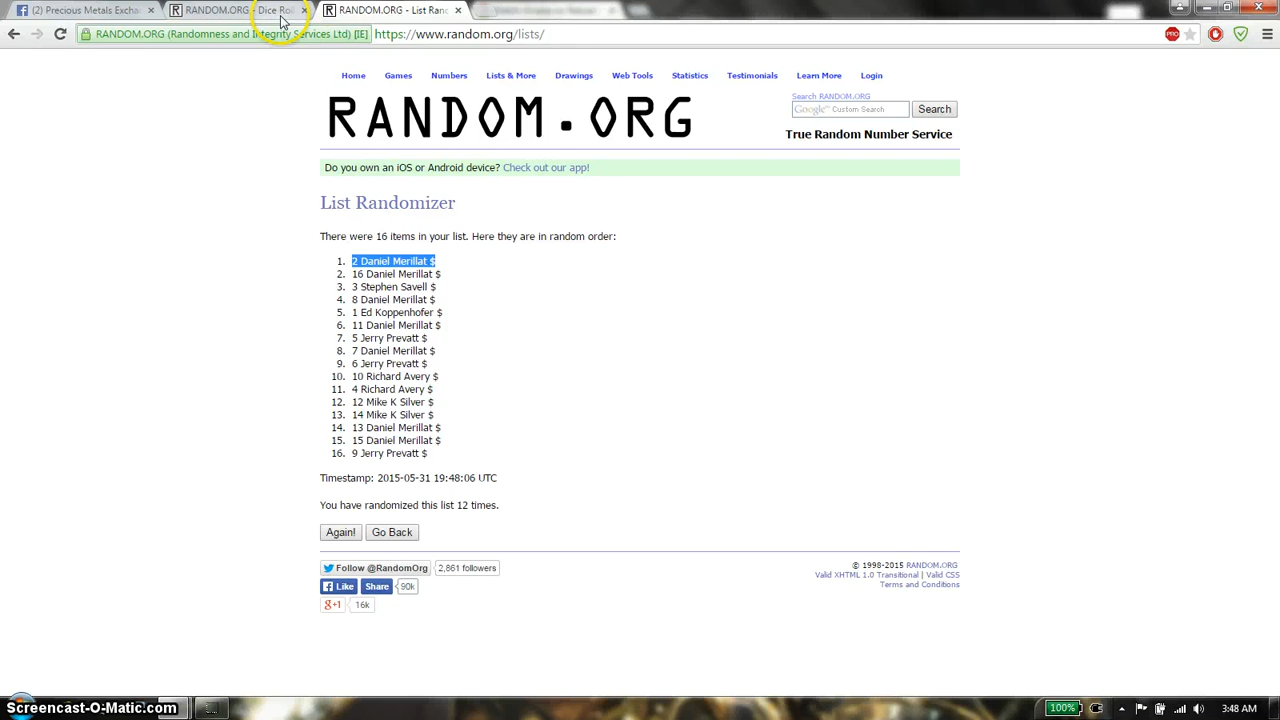 (2) Precious Metals Excha
RANDOM.ORG - Dice Roll
RANDOM.ORG - List Ran
RANDOM.ORG (Randomness and Integrity Services Ltd) [IE]
https://www.random.org/lists/
PRO
Home Games Numbers Lists & More Drawings Web Tools Statistics Testimonials Learn More Login
RANDOM.ORG
Search RANDOM.ORG
Google™ Custom Search
Search
True Random Number Service
Do you own an iOS or Android device? Check out our app!
List Randomizer
There were 16 items in your list. Here they are in random order:
1. 2 Daniel Merillat $
2. 16 Daniel Merillat $
3. 3 Stephen Savell $
4. 8 Daniel Merillat $
5. 1 Ed Koppenhofer $
6. 11 Daniel Merillat $
7. 5 Jerry Prevatt $
8. 7 Daniel Merillat $
9. 6 Jerry Prevatt $
10. 10 Richard Avery $
11. 4 Richard Avery $
12. 12 Mike K Silver $
13. 14 Mike K Silver $
14. 13 Daniel Merillat $
15. 15 Daniel Merillat $
16. 9 Jerry Prevatt $
Timestamp: 2015-05-31 19:48:06 UTC
You have randomized this list 12 times.
Again! Go Back
Follow @RandomOrg 2,861 followers
Like Share 90k
g+1 16k
© 1998-2015 RANDOM.ORG
Valid XHTML 1.0 Transitional | Valid CSS
Terms and Conditions
Screencast-O-Matic.com
100%
3:48 AM